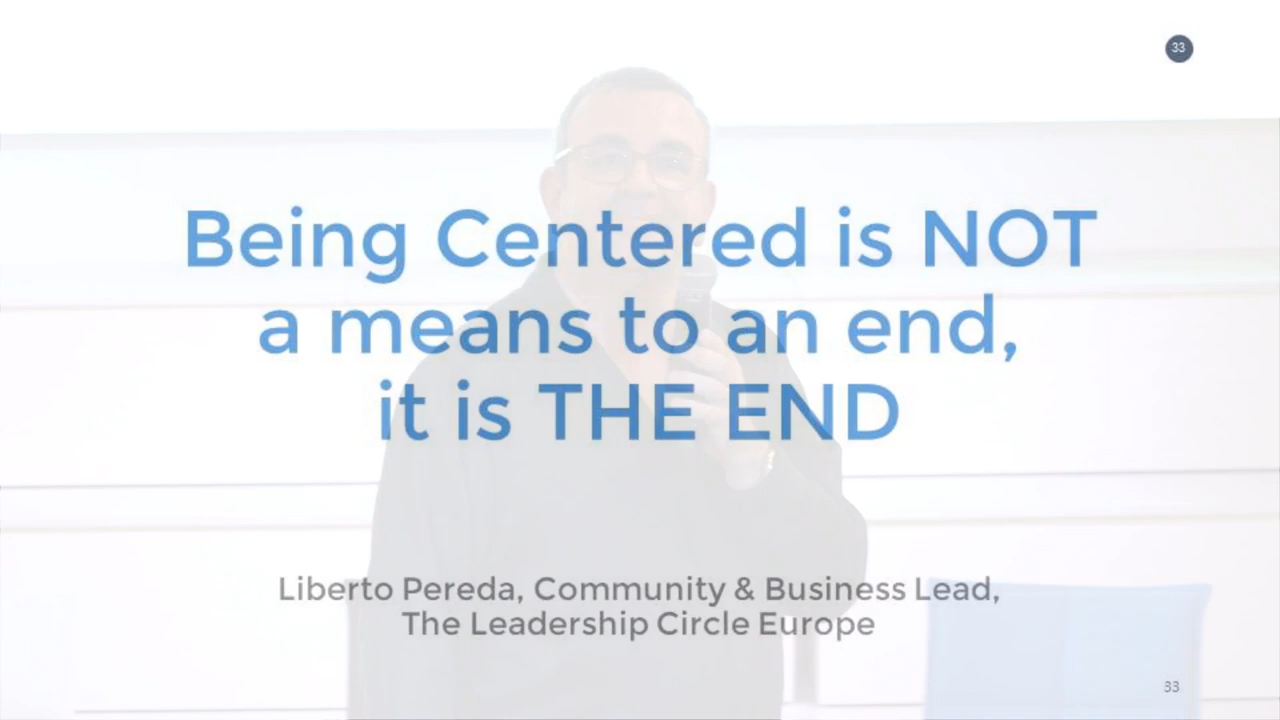 33
Being Centered is NOT
a means to an end,
it is THE END
Liberto Pereda, Community & Business Lead,
The Leadership Circle Europe
33